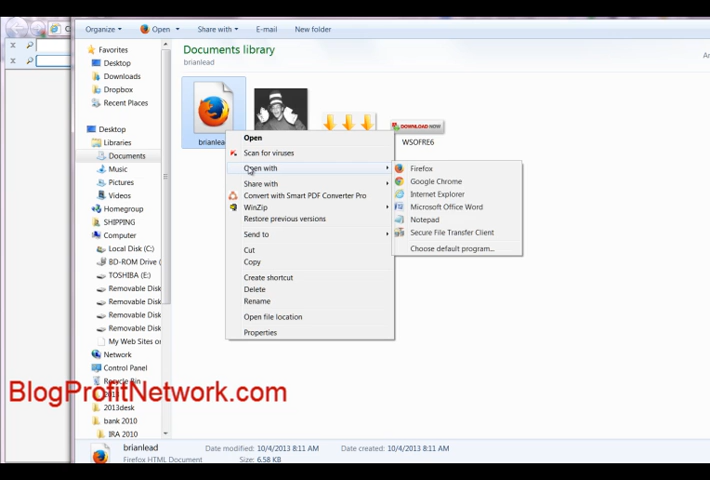 Organize
Open
Share with
E-mail
New folder
Favorites
Desktop
Downloads
Dropbox
Recent Places
Desktop
Libraries
Documents
Music
Pictures
Videos
Homegroup
SHIPPING
Computer
Local Disk (C:)
BD-ROM Drive (
TOSHIBA (E:)
Removable Disk
Removable Disk
Removable Disk
Removable Disk
My Web Sites on
Network
Control Panel
Recycle Bin
2013desk
bank 2010
IRA 2010
Documents library
brianlead
brianlead
DOWNLOAD NOW
WSOFRE6
Open
Scan for viruses
Open with
Share with
Convert with Smart PDF Converter Pro
WinZip
Restore previous versions
Send to
Cut
Copy
Create shortcut
Delete
Rename
Open file location
Properties
Firefox
Google Chrome
Internet Explorer
Microsoft Office Word
Notepad
Secure File Transfer Client
Choose default program...
BlogProfitNetwork.com
brianlead
Date modified: 10/4/2013 8:11 AM
Date created: 10/4/2013 8:11 AM
Firefox HTML Document
Size: 6.58 KB